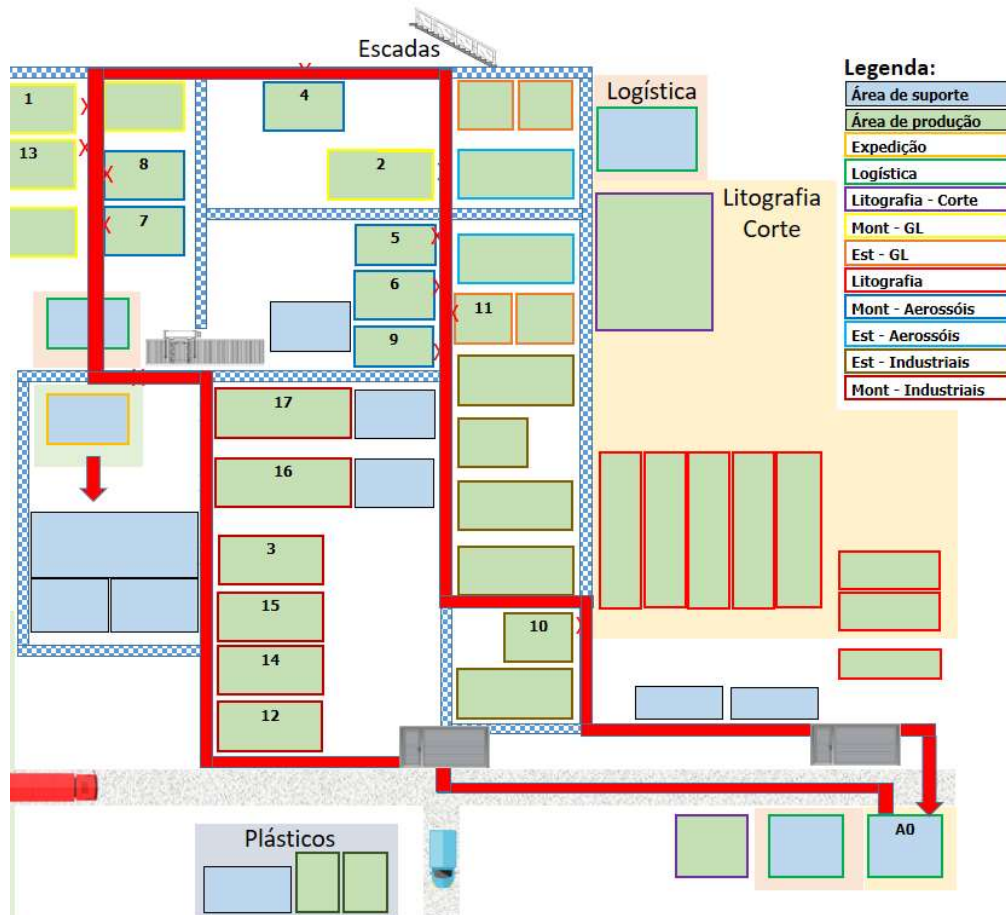 Escadas
Legenda:
1
4
Logística
Área de suporte
Área de produção
13
8
2
Expedição
Logística
7
Litografia
Corte
Litografia - Corte
Mont - GL
5
Est - GL
6
11
Litografia
9
Mont - Aerossóis
Est - Aerossóis
Est - Industriais
Mont - Industriais
17
16
3
15
10
14
12
Plásticos
A0